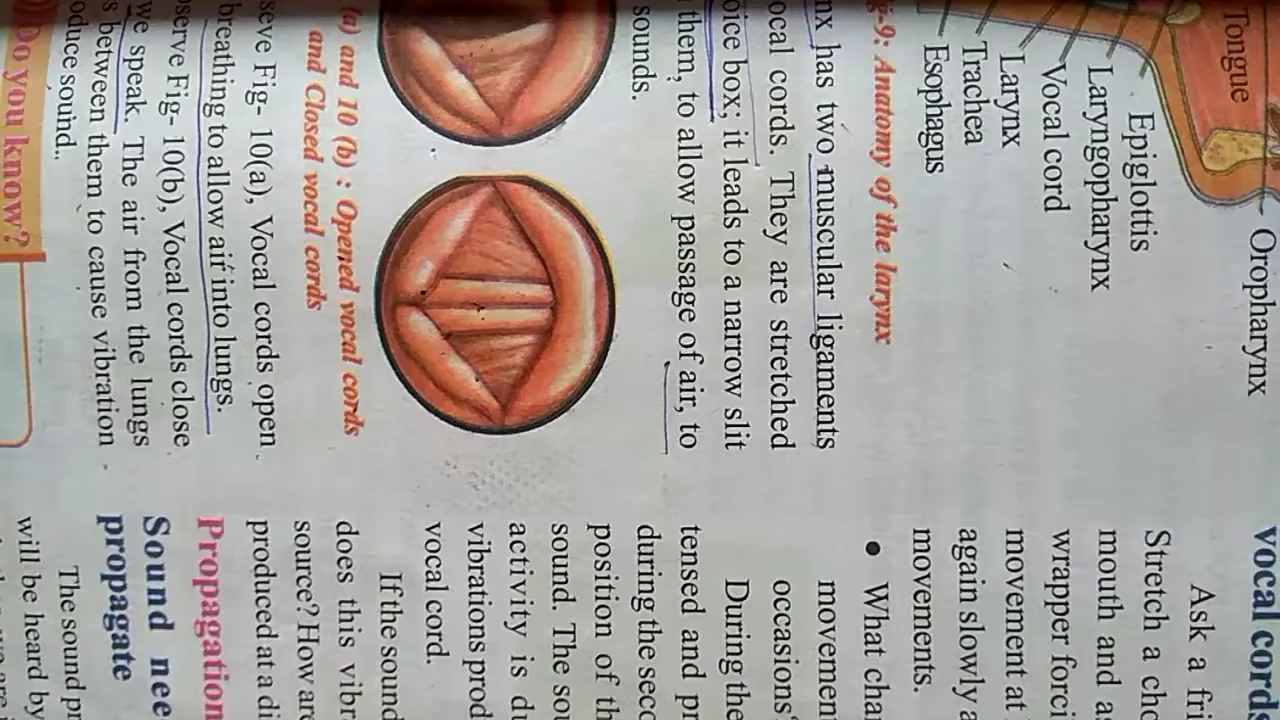 Tongue
Oropharynx
Epiglottis
Laryngopharynx
Vocal cord
Larynx
Trachea
Esophagus
-9: Anatomy of the larynx
nx has two muscular ligaments
ocal cords. They are stretched
oice box; it leads to a narrow slit
them, to allow passage of air, to
sounds.
(a) and 10 (b) : Opened vocal cords
and Closed vocal cords
seve Fig- 10(a), Vocal cords open
breathing to allow air into lungs.
serve Fig- 10(b), Vocal cords close
we speak. The air from the lungs
s between them to cause vibration
oduce sound.
Do you know?
vocal cords
Ask a fri
Stretch a cho
mouth and a
wrapper forci
movement at
again slowly a
movements.
• What cha
movemen
occasions
During the
tensed and pr
during the seco
position of th
sound. The sou
activity is du
vibrations prod
vocal cord.
If the sound
does this vibr
source? How are
produced at a di
Propagation
Sound nee
propagate
The sound pr
will be heard by